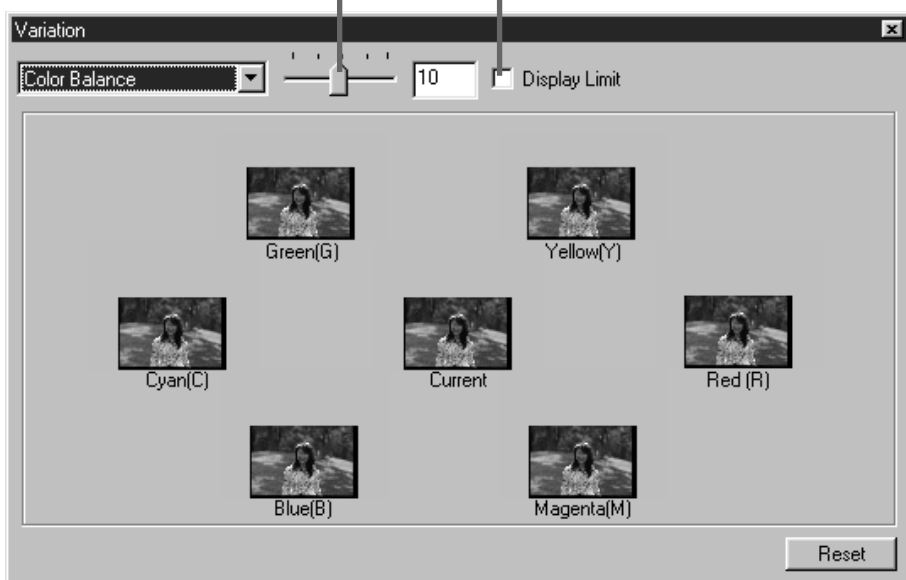 Variation
Color Balance 10 Display Limit
Green(G) Yellow(Y)
Cyan(C) Current Red (R)
Blue(B) Magenta(M)
Reset